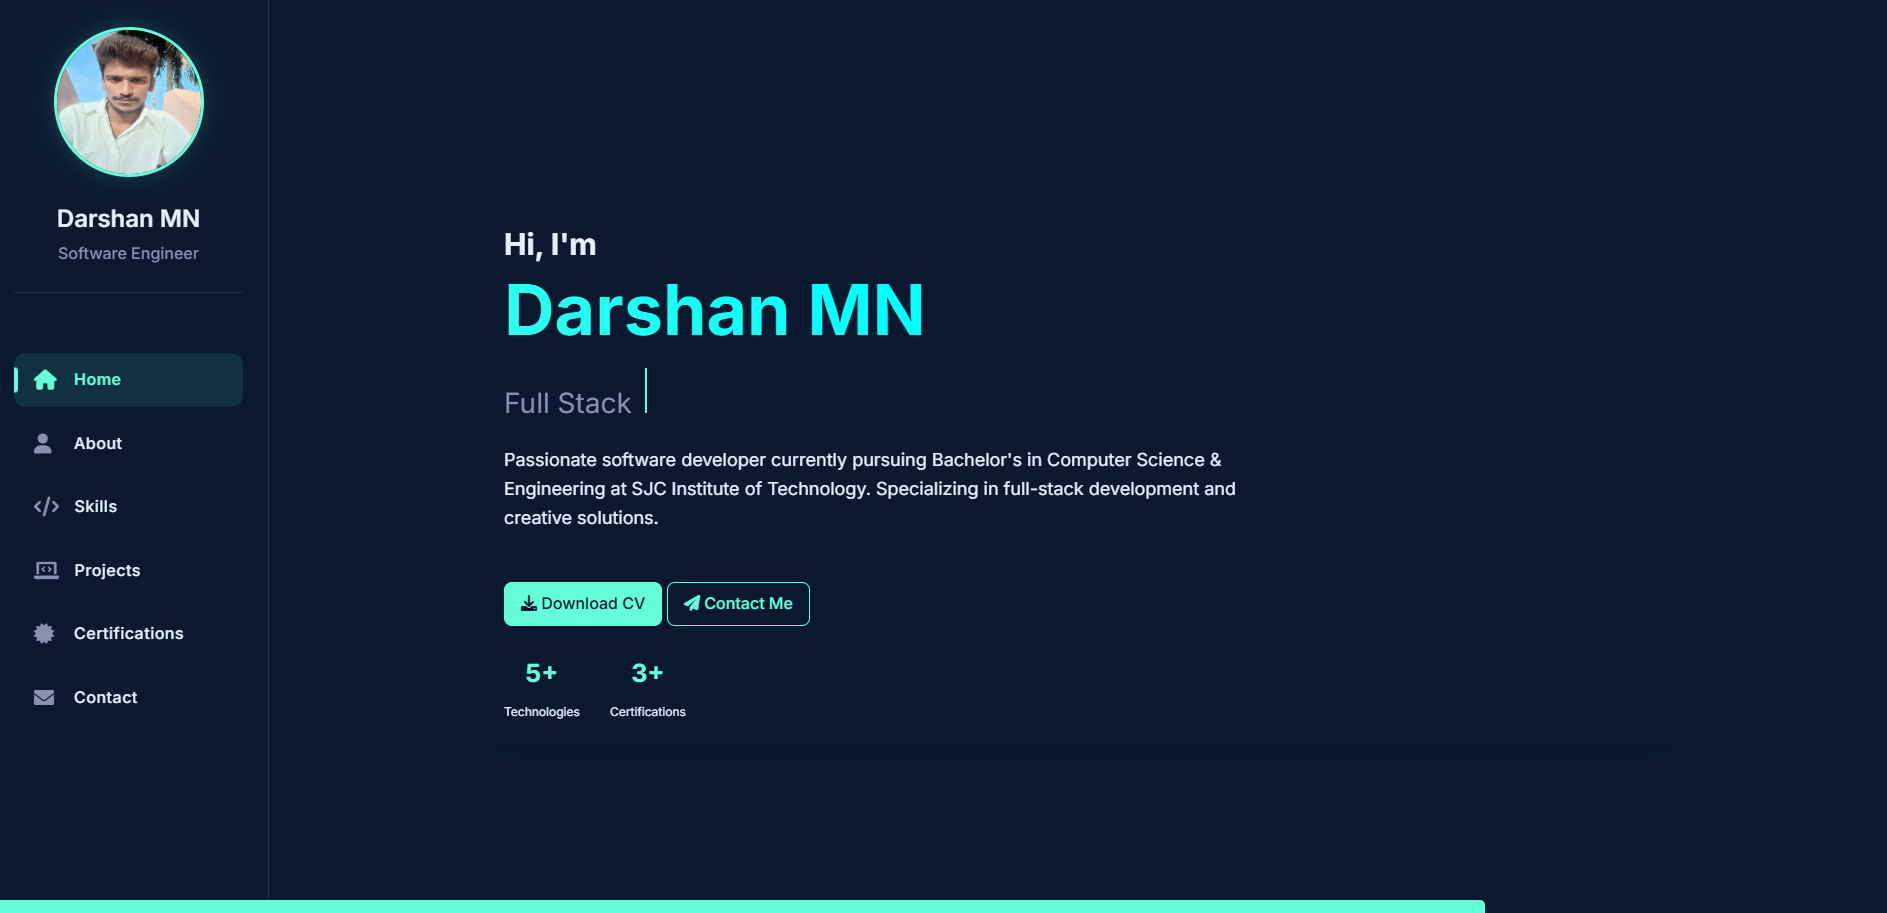 Darshan MN
Software Engineer
Home
About
Skills
Projects
Certifications
Contact
Hi, I'm
Darshan MN
Full Stack
Passionate software developer currently pursuing Bachelor's in Computer Science &
Engineering at SJC Institute of Technology. Specializing in full-stack development and
creative solutions.
Download CV
Contact Me
5+
3+
Technologies
Certifications